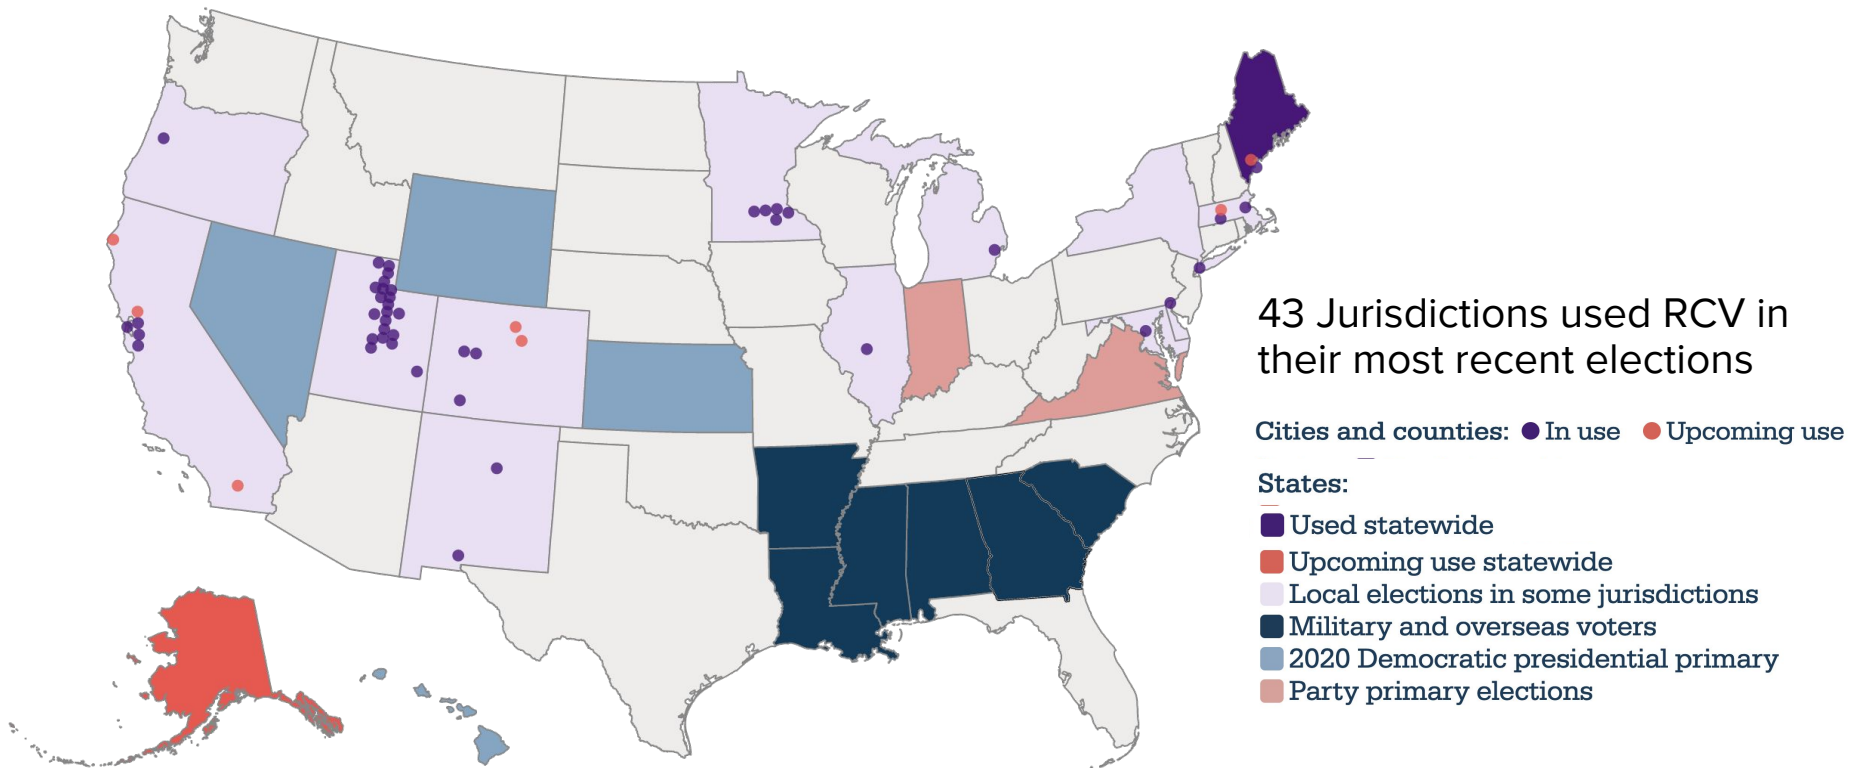 43 Jurisdictions used RCV in
their most recent elections
Cities and counties: In use Upcoming use
States:
Used statewide
Upcoming use statewide
Local elections in some jurisdictions
Military and overseas voters
2020 Democratic presidential primary
Party primary elections